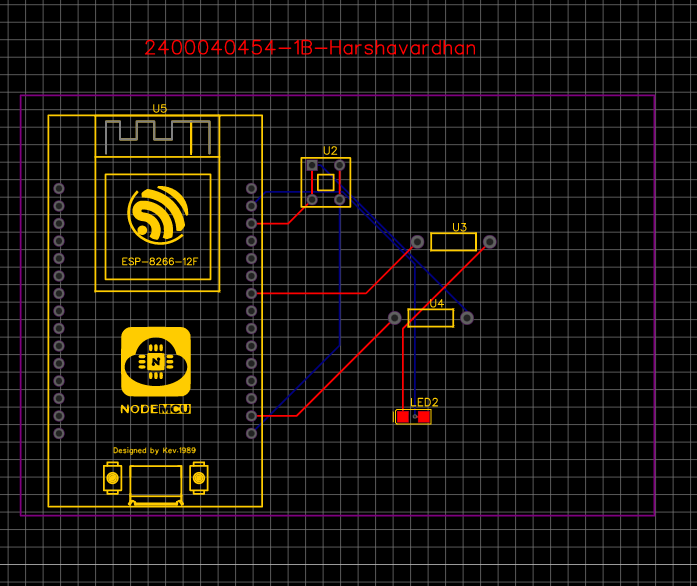 2400040454-1B-Harshavardhan
U5
U2
U3
ESP-8266-12F
U4
N
NODEMCU
LED2
Designed by Kev.1989